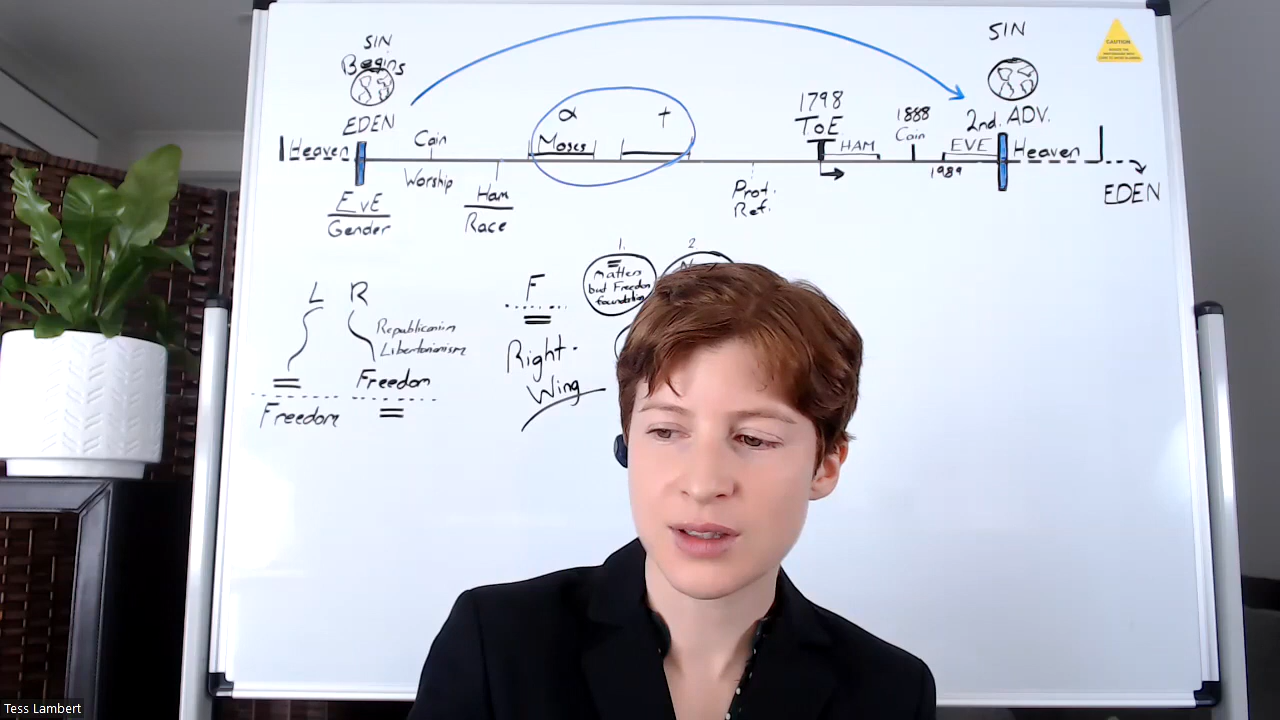 SIN
Begins
EDEN
Heaven
Cain
Worship
EvE
Gender
Ham
Race
α
Moses
+
Prot.
Ref.
1798
ToE
HAM
1888
Cain
EVE
1989
SIN
2nd. ADV.
Heaven
EDEN
CAUTION
L R
Republicanism
Libertarianism
=
Freedom
Freedom
=
F
=
Right-
Wing
1.
=
matters
but Freedom
foundation
2
Tess Lambert